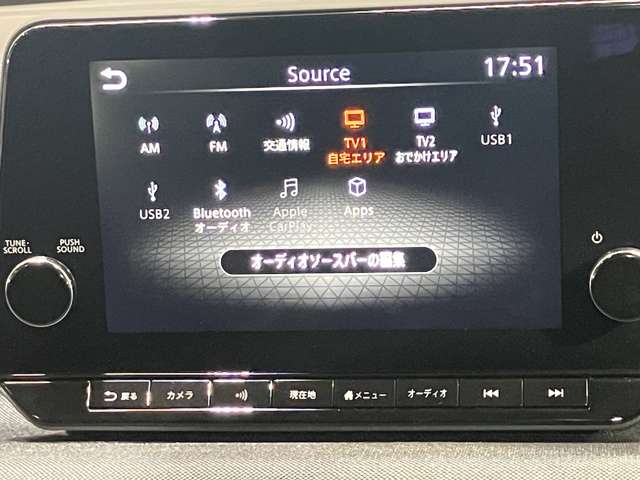 Source
17:51
AM
FM
交通情報
TV1
自宅エリア
TV2
おでかけエリア
USB1
USB2
Bluetooth
オーディオ
Apple
CarPlay
Apps
オーディオソースバーの編集
TUNE・
SCROLL
PUSH
SOUND
戻る
カメラ
現在地
メニュー
オーディオ